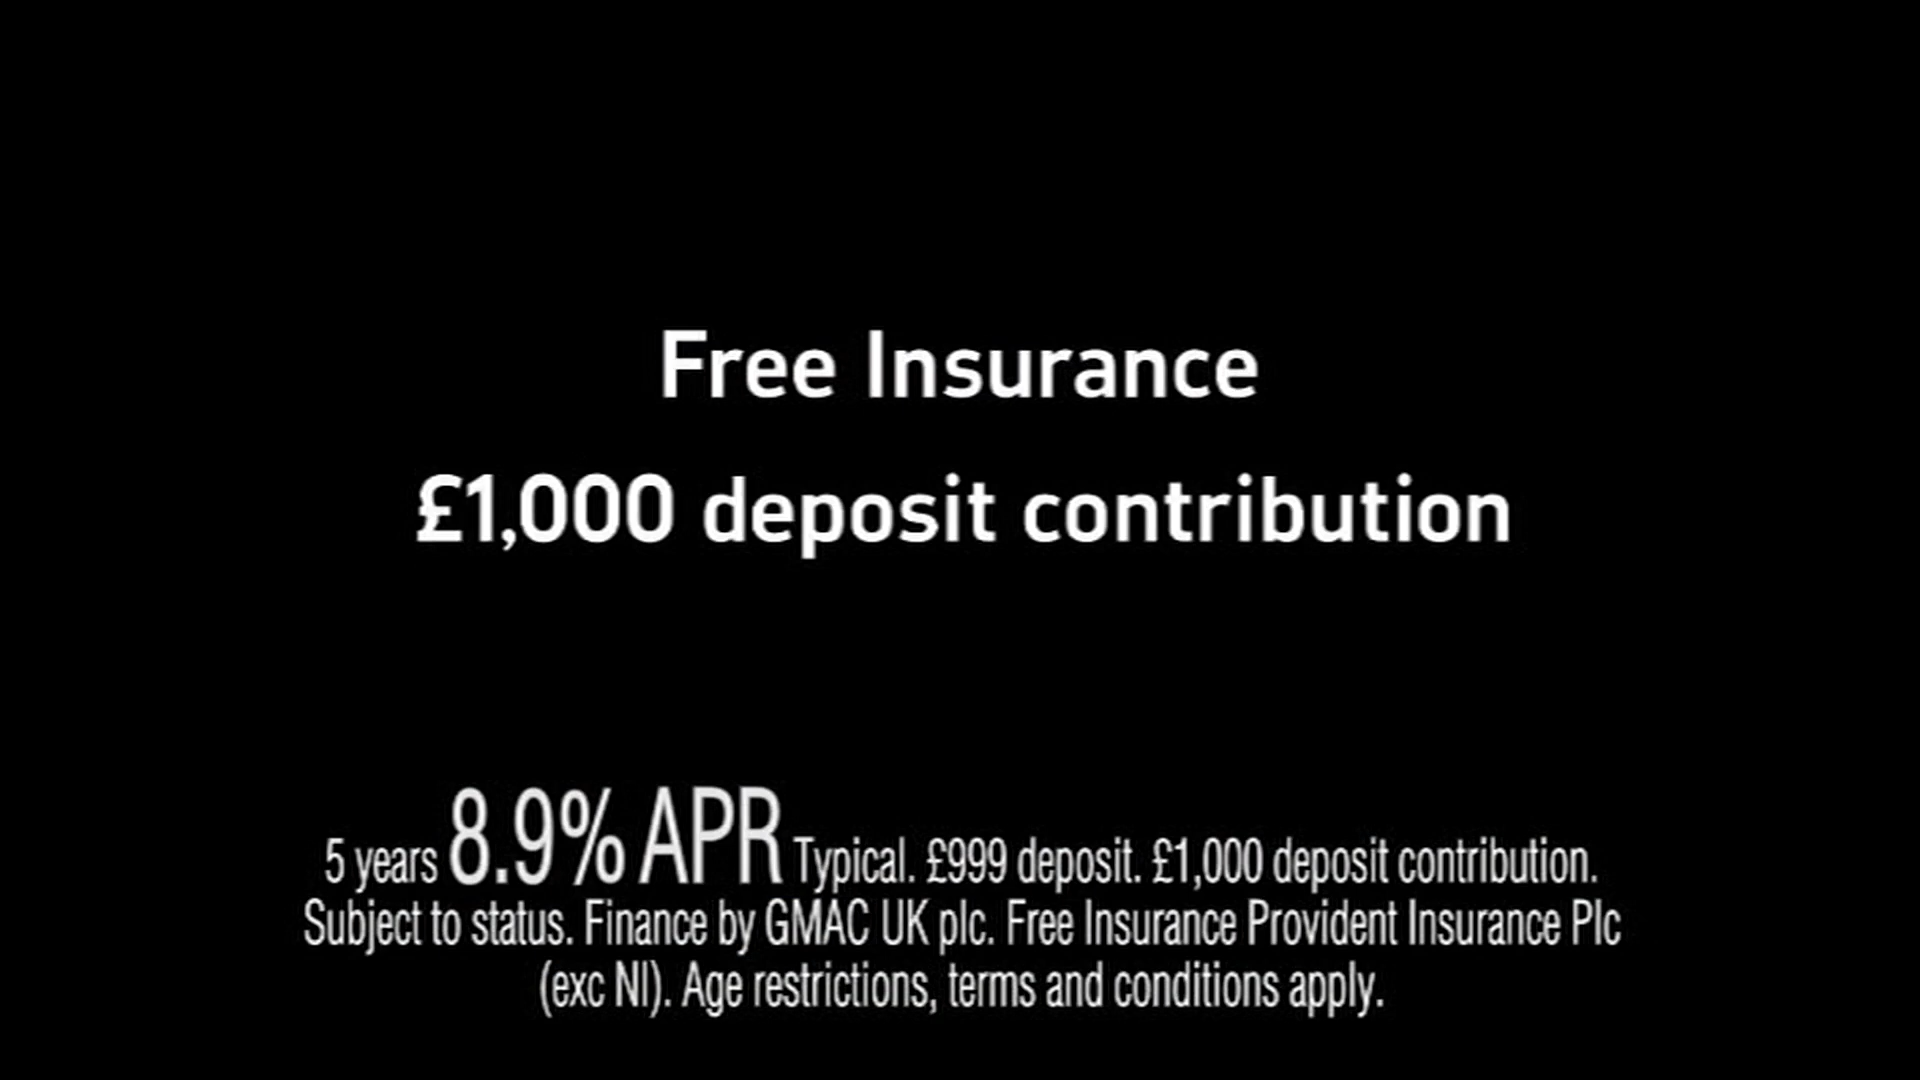 Free Insurance
£1,000 deposit contribution
5 years 8.9% APR Typical. £999 deposit. £1,000 deposit contribution.
Subject to status. Finance by GMAC UK plc. Free Insurance Provident Insurance Plc
(exc NI). Age restrictions, terms and conditions apply.